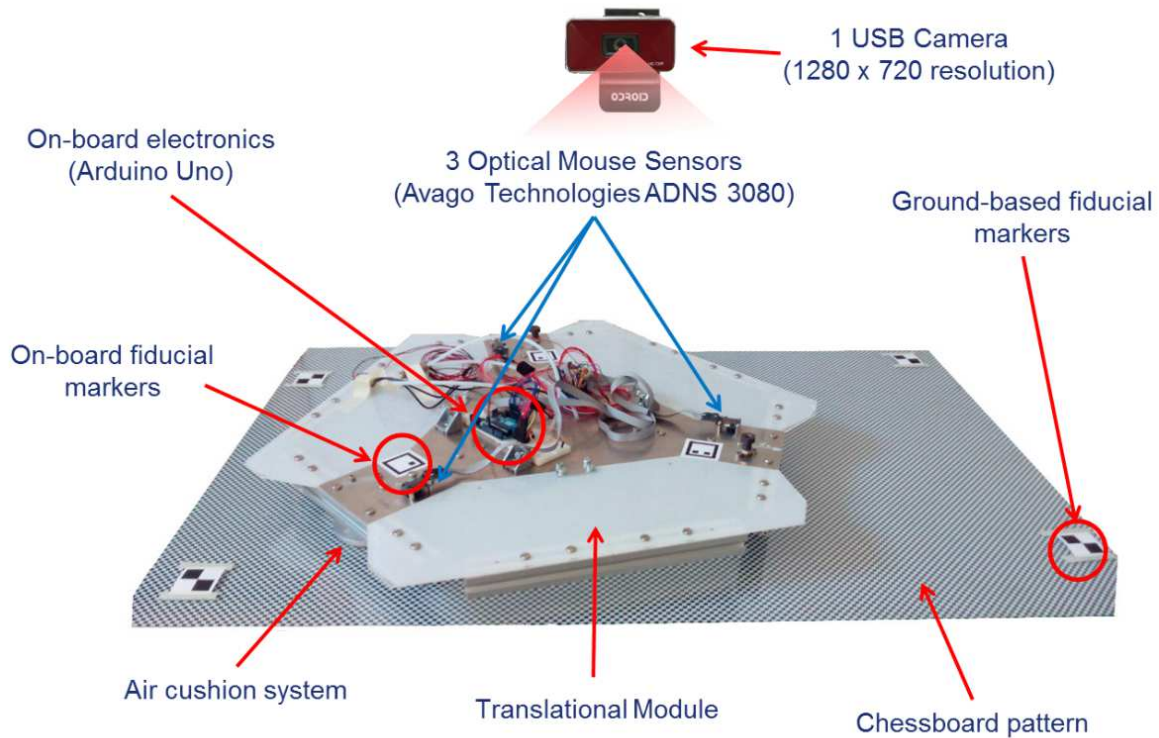 1 USB Camera
(1280 x 720 resolution)
ODROID
On-board electronics
(Arduino Uno)
3 Optical Mouse Sensors
(Avago Technologies ADNS 3080)
Ground-based fiducial
markers
On-board fiducial
markers
Air cushion system
Translational Module
Chessboard pattern